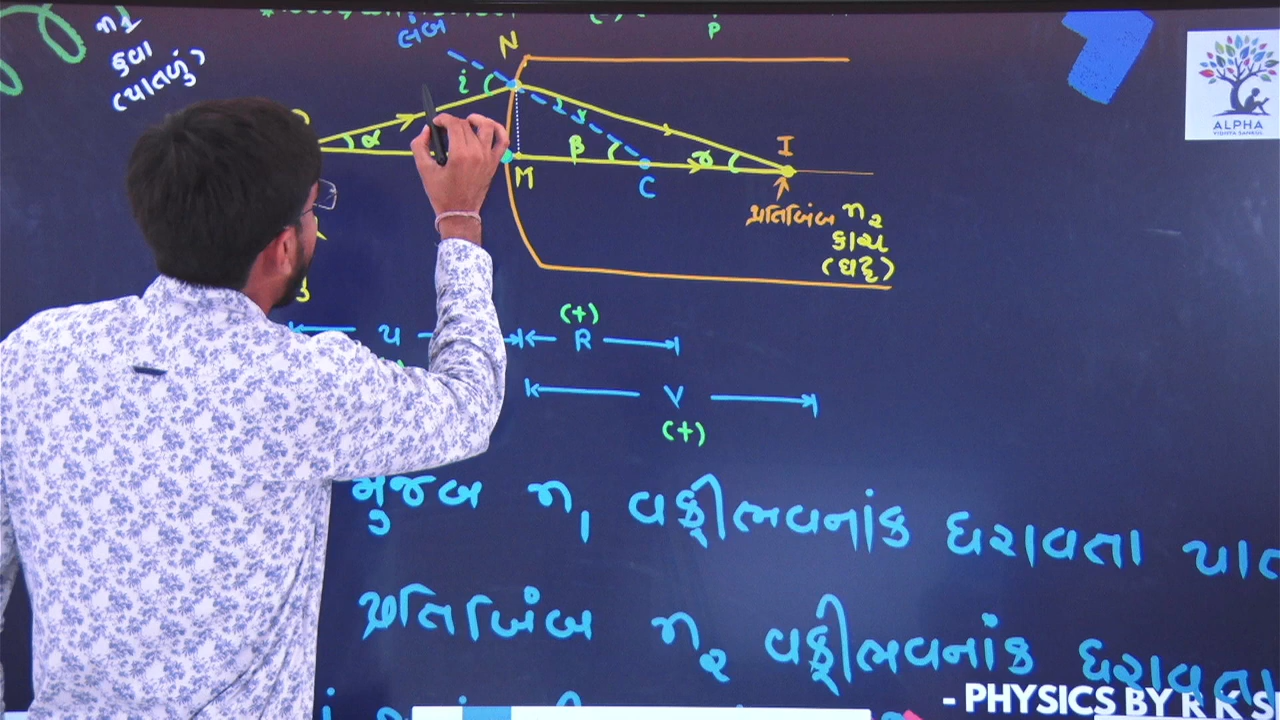 n1
હવા
(પાતળું)
લંબ
N
i
α
r
β
γ
M
C
I
પ્રતિબિંબ
n2
કાચ
(ઘટ્ટ)
u
(+)
R
V
(+)
મુજબ n1 વક્રીભવનાંક ધરાવતા
પ્રતિબિંબ n2 વક્રીભવનાંક ધરાવતા
ALPHA
VIDHYA SANKUL
- PHYSICS BY R K S